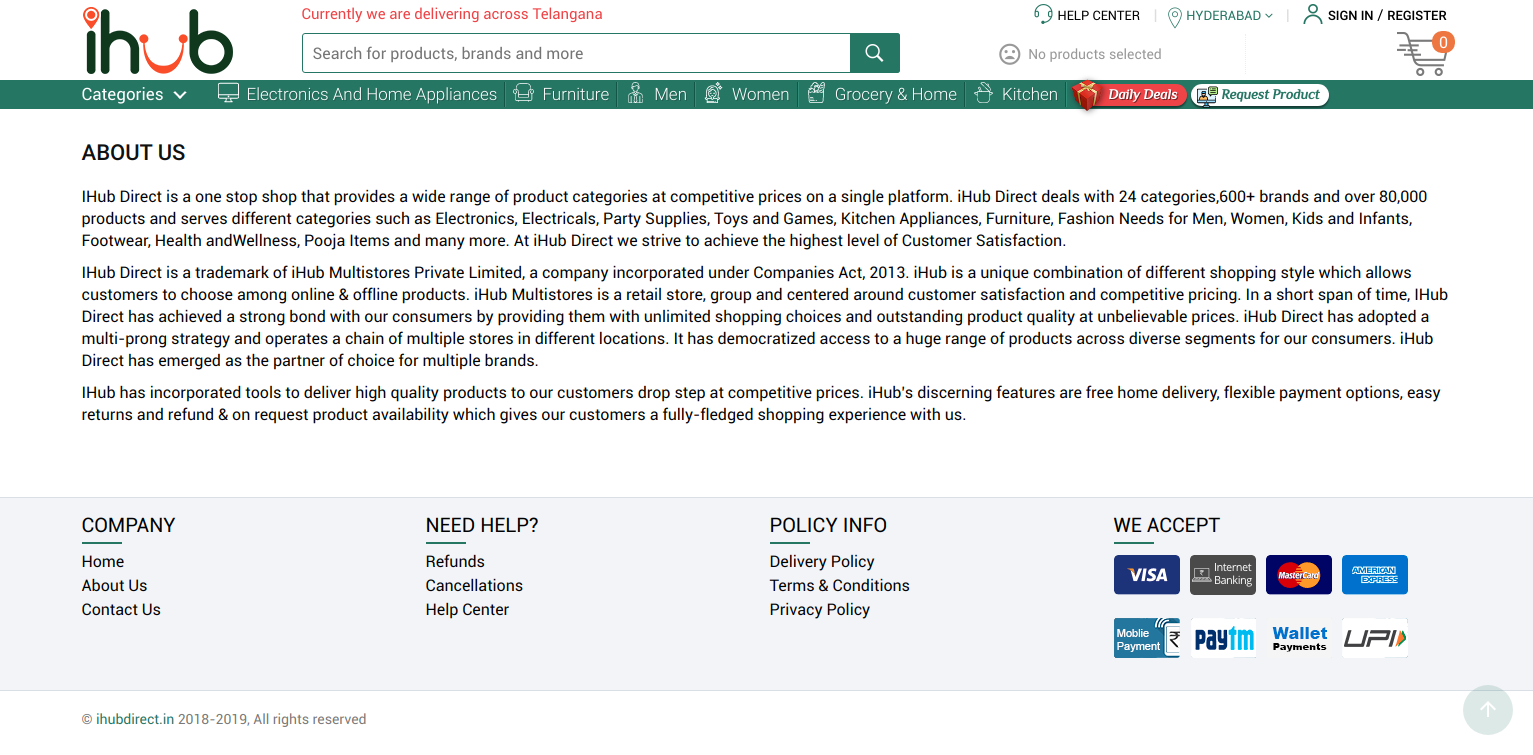 ihub
Currently we are delivering across Telangana
HELP CENTER
HYDERABAD
SIGN IN / REGISTER
Search for products, brands and more
No products selected
0
Categories
Electronics And Home Appliances
Furniture
Men
Women
Grocery & Home
Kitchen
Daily Deals
Request Product
ABOUT US
IHub Direct is a one stop shop that provides a wide range of product categories at competitive prices on a single platform. iHub Direct deals with 24 categories,600+ brands and over 80,000
products and serves different categories such as Electronics, Electricals, Party Supplies, Toys and Games, Kitchen Appliances, Furniture, Fashion Needs for Men, Women, Kids and Infants,
Footwear, Health andWellness, Pooja Items and many more. At iHub Direct we strive to achieve the highest level of Customer Satisfaction.
IHub Direct is a trademark of iHub Multistores Private Limited, a company incorporated under Companies Act, 2013. iHub is a unique combination of different shopping style which allows
customers to choose among online & offline products. iHub Multistores is a retail store, group and centered around customer satisfaction and competitive pricing. In a short span of time, IHub
Direct has achieved a strong bond with our consumers by providing them with unlimited shopping choices and outstanding product quality at unbelievable prices. iHub Direct has adopted a
multi-prong strategy and operates a chain of multiple stores in different locations. It has democratized access to a huge range of products across diverse segments for our consumers. iHub
Direct has emerged as the partner of choice for multiple brands.
IHub has incorporated tools to deliver high quality products to our customers drop step at competitive prices. iHub's discerning features are free home delivery, flexible payment options, easy
returns and refund & on request product availability which gives our customers a fully-fledged shopping experience with us.
COMPANY
Home
About Us
Contact Us
NEED HELP?
Refunds
Cancellations
Help Center
POLICY INFO
Delivery Policy
Terms & Conditions
Privacy Policy
WE ACCEPT
VISA
Internet
Banking
MasterCard
AMERICAN
EXPRESS
Moblie
Payment ₹
paytm
Wallet
Payments
UPI
© ihubdirect.in 2018-2019, All rights reserved